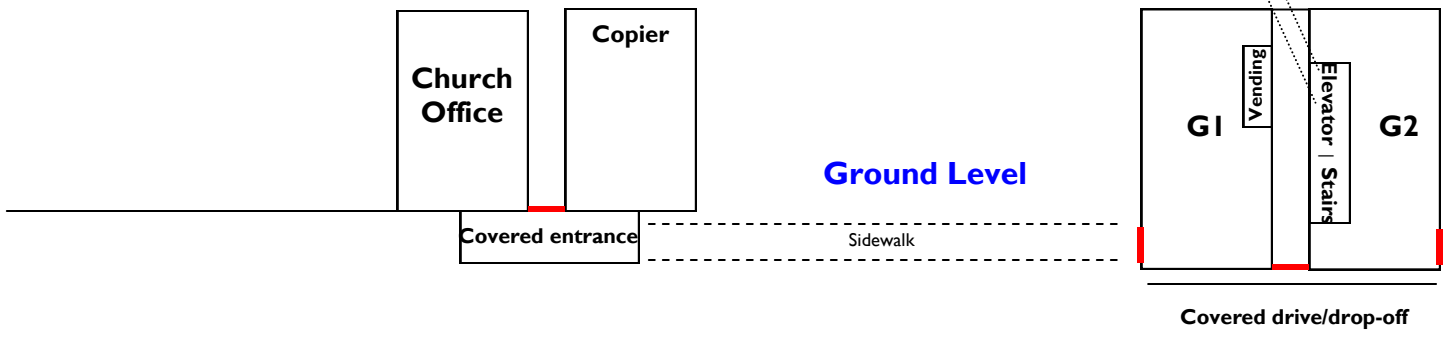 Church
Office
Copier
Covered entrance
Ground Level
Sidewalk
G1
Vending
Elevator | Stairs
G2
Covered drive/drop-off